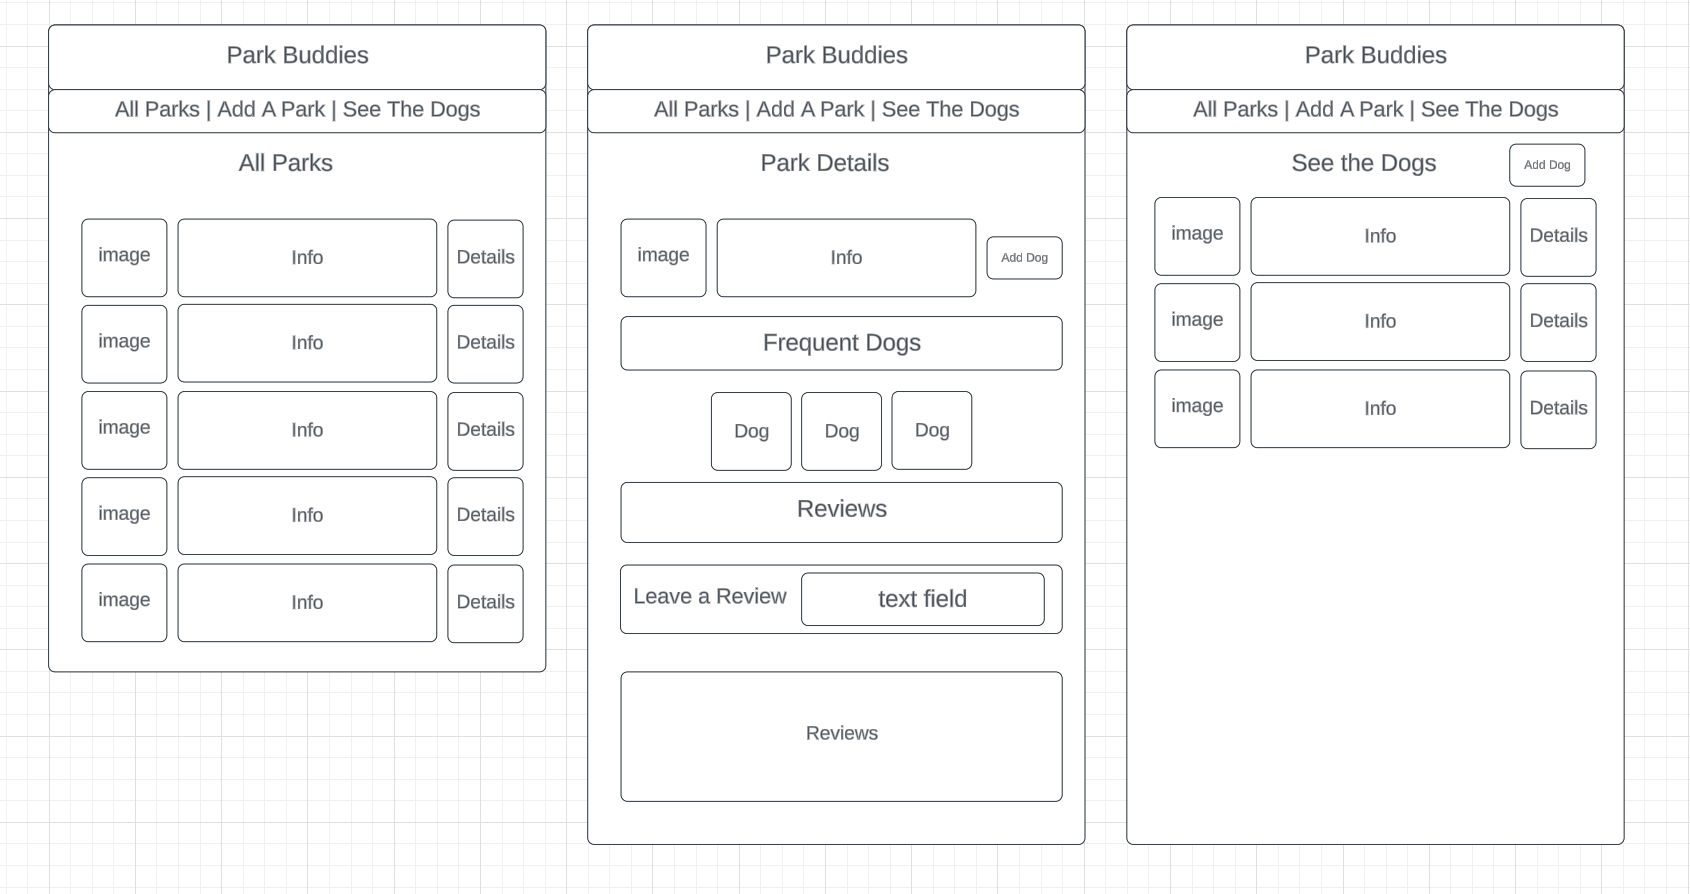 Park Buddies
All Parks | Add A Park | See The Dogs
All Parks
image
Info
Details
image
Info
Details
image
Info
Details
image
Info
Details
image
Info
Details
Park Buddies
All Parks | Add A Park | See The Dogs
Park Details
image
Info
Add Dog
Frequent Dogs
Dog
Dog
Dog
Reviews
Leave a Review
text field
Reviews
Park Buddies
All Parks | Add A Park | See The Dogs
See the Dogs
Add Dog
image
Info
Details
image
Info
Details
image
Info
Details